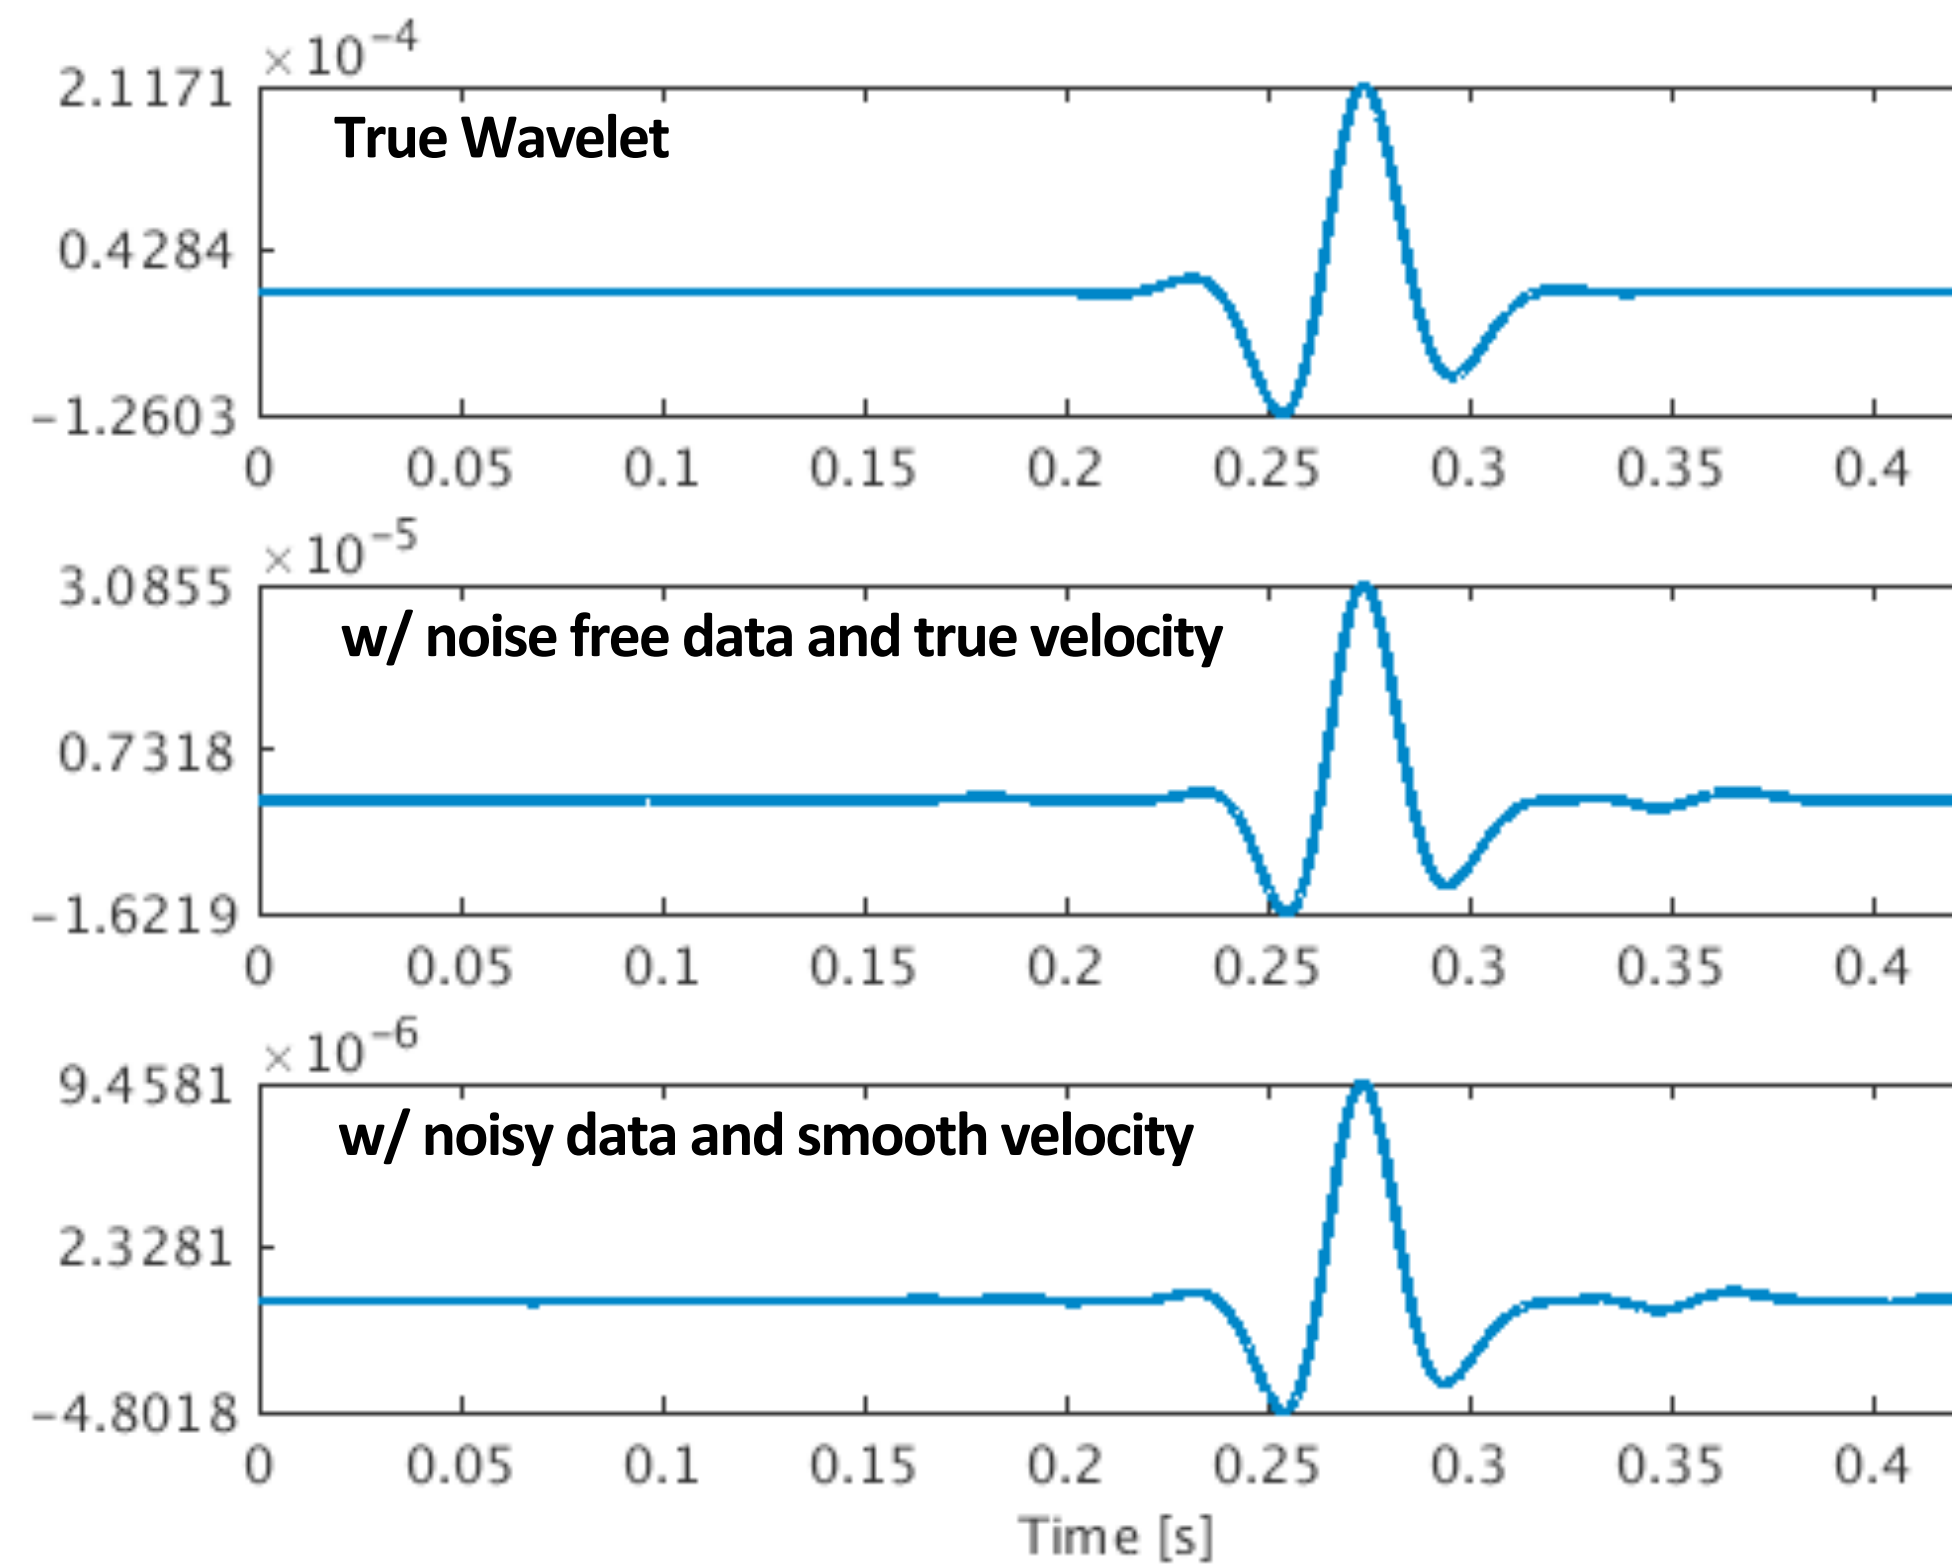 × 10−4
2.1171
True Wavelet
0.4284
−1.2603
0 0.05 0.1 0.15 0.2 0.25 0.3 0.35 0.4
× 10−5
3.0855
w/ noise free data and true velocity
0.7318
−1.6219
0 0.05 0.1 0.15 0.2 0.25 0.3 0.35 0.4
× 10−6
9.4581
w/ noisy data and smooth velocity
2.3281
−4.8018
0 0.05 0.1 0.15 0.2 0.25 0.3 0.35 0.4
Time [s]